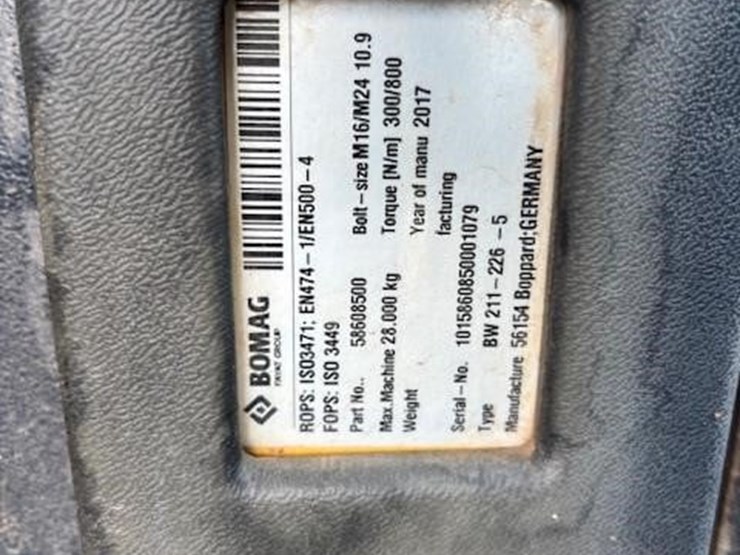 BOMAG
FAYAT GROUP
ROPS: ISO3471; EN474-1/EN500-4
FOPS: ISO 3449
Part No.. 58608500 Bolt-size M16/M24 10.9
Max.Machine 28.000 kg Torque [N/m] 300/800
Weight Year of manu 2017
facturing
Serial-No. 101586085000 1079
Type BW 211-226-5
Manufacture 56154 Boppard;GERMANY